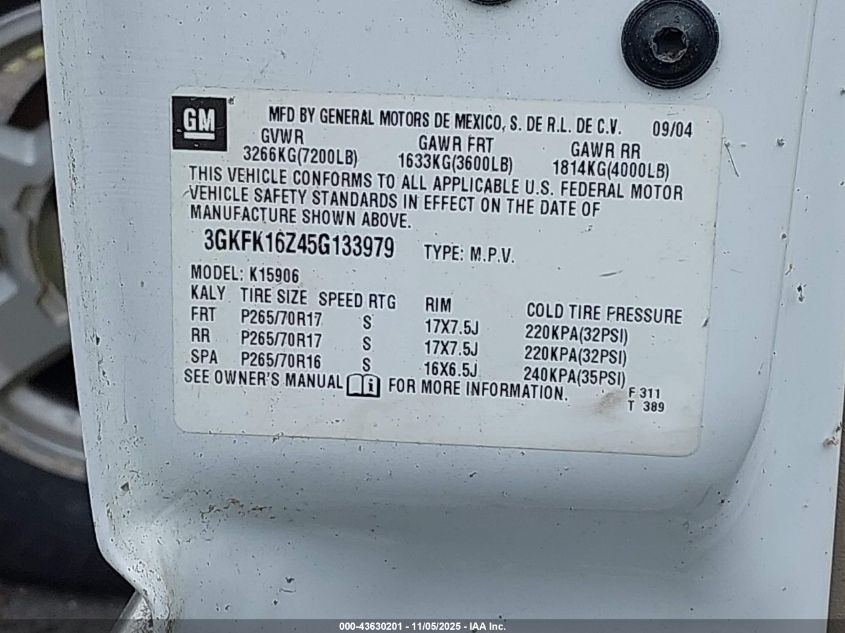 GM
MFD BY GENERAL MOTORS DE MEXICO, S. DE R.L. DE C.V. 09/04
GVWR GAWR FRT GAWR RR
3266KG(7200LB) 1633KG(3600LB) 1814KG(4000LB)
THIS VEHICLE CONFORMS TO ALL APPLICABLE U.S. FEDERAL MOTOR
VEHICLE SAFETY STANDARDS IN EFFECT ON THE DATE OF
MANUFACTURE SHOWN ABOVE.
3GKFK16Z45G133979 TYPE: M.P.V.
MODEL: K15906
KALY TIRE SIZE SPEED RTG RIM COLD TIRE PRESSURE
FRT P265/70R17 S 17X7.5J 220KPA(32PSI)
RR P265/70R17 S 17X7.5J 220KPA(32PSI)
SPA P265/70R16 S 16X6.5J 240KPA(35PSI)
SEE OWNER'S MANUAL i FOR MORE INFORMATION. F 311
T 389
000-43630201 - 11/05/2025 - IAA Inc.